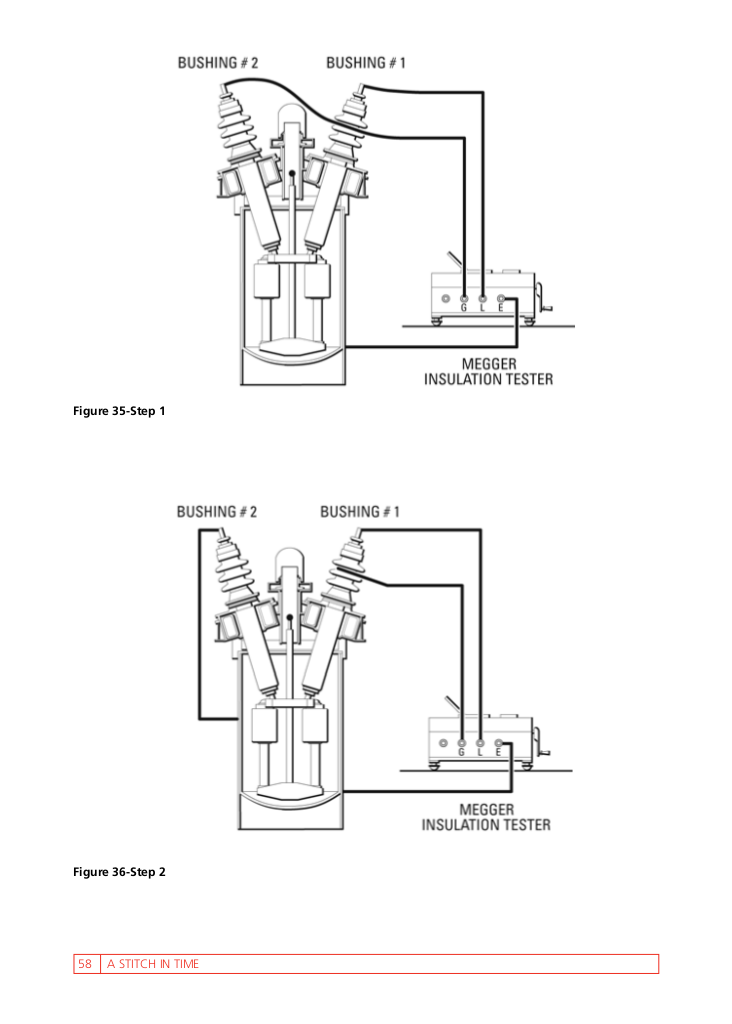 BUSHING # 2 BUSHING # 1
G L E
MEGGER
INSULATION TESTER
Figure 35-Step 1
BUSHING # 2 BUSHING # 1
G L E
MEGGER
INSULATION TESTER
Figure 36-Step 2
58 A STITCH IN TIME